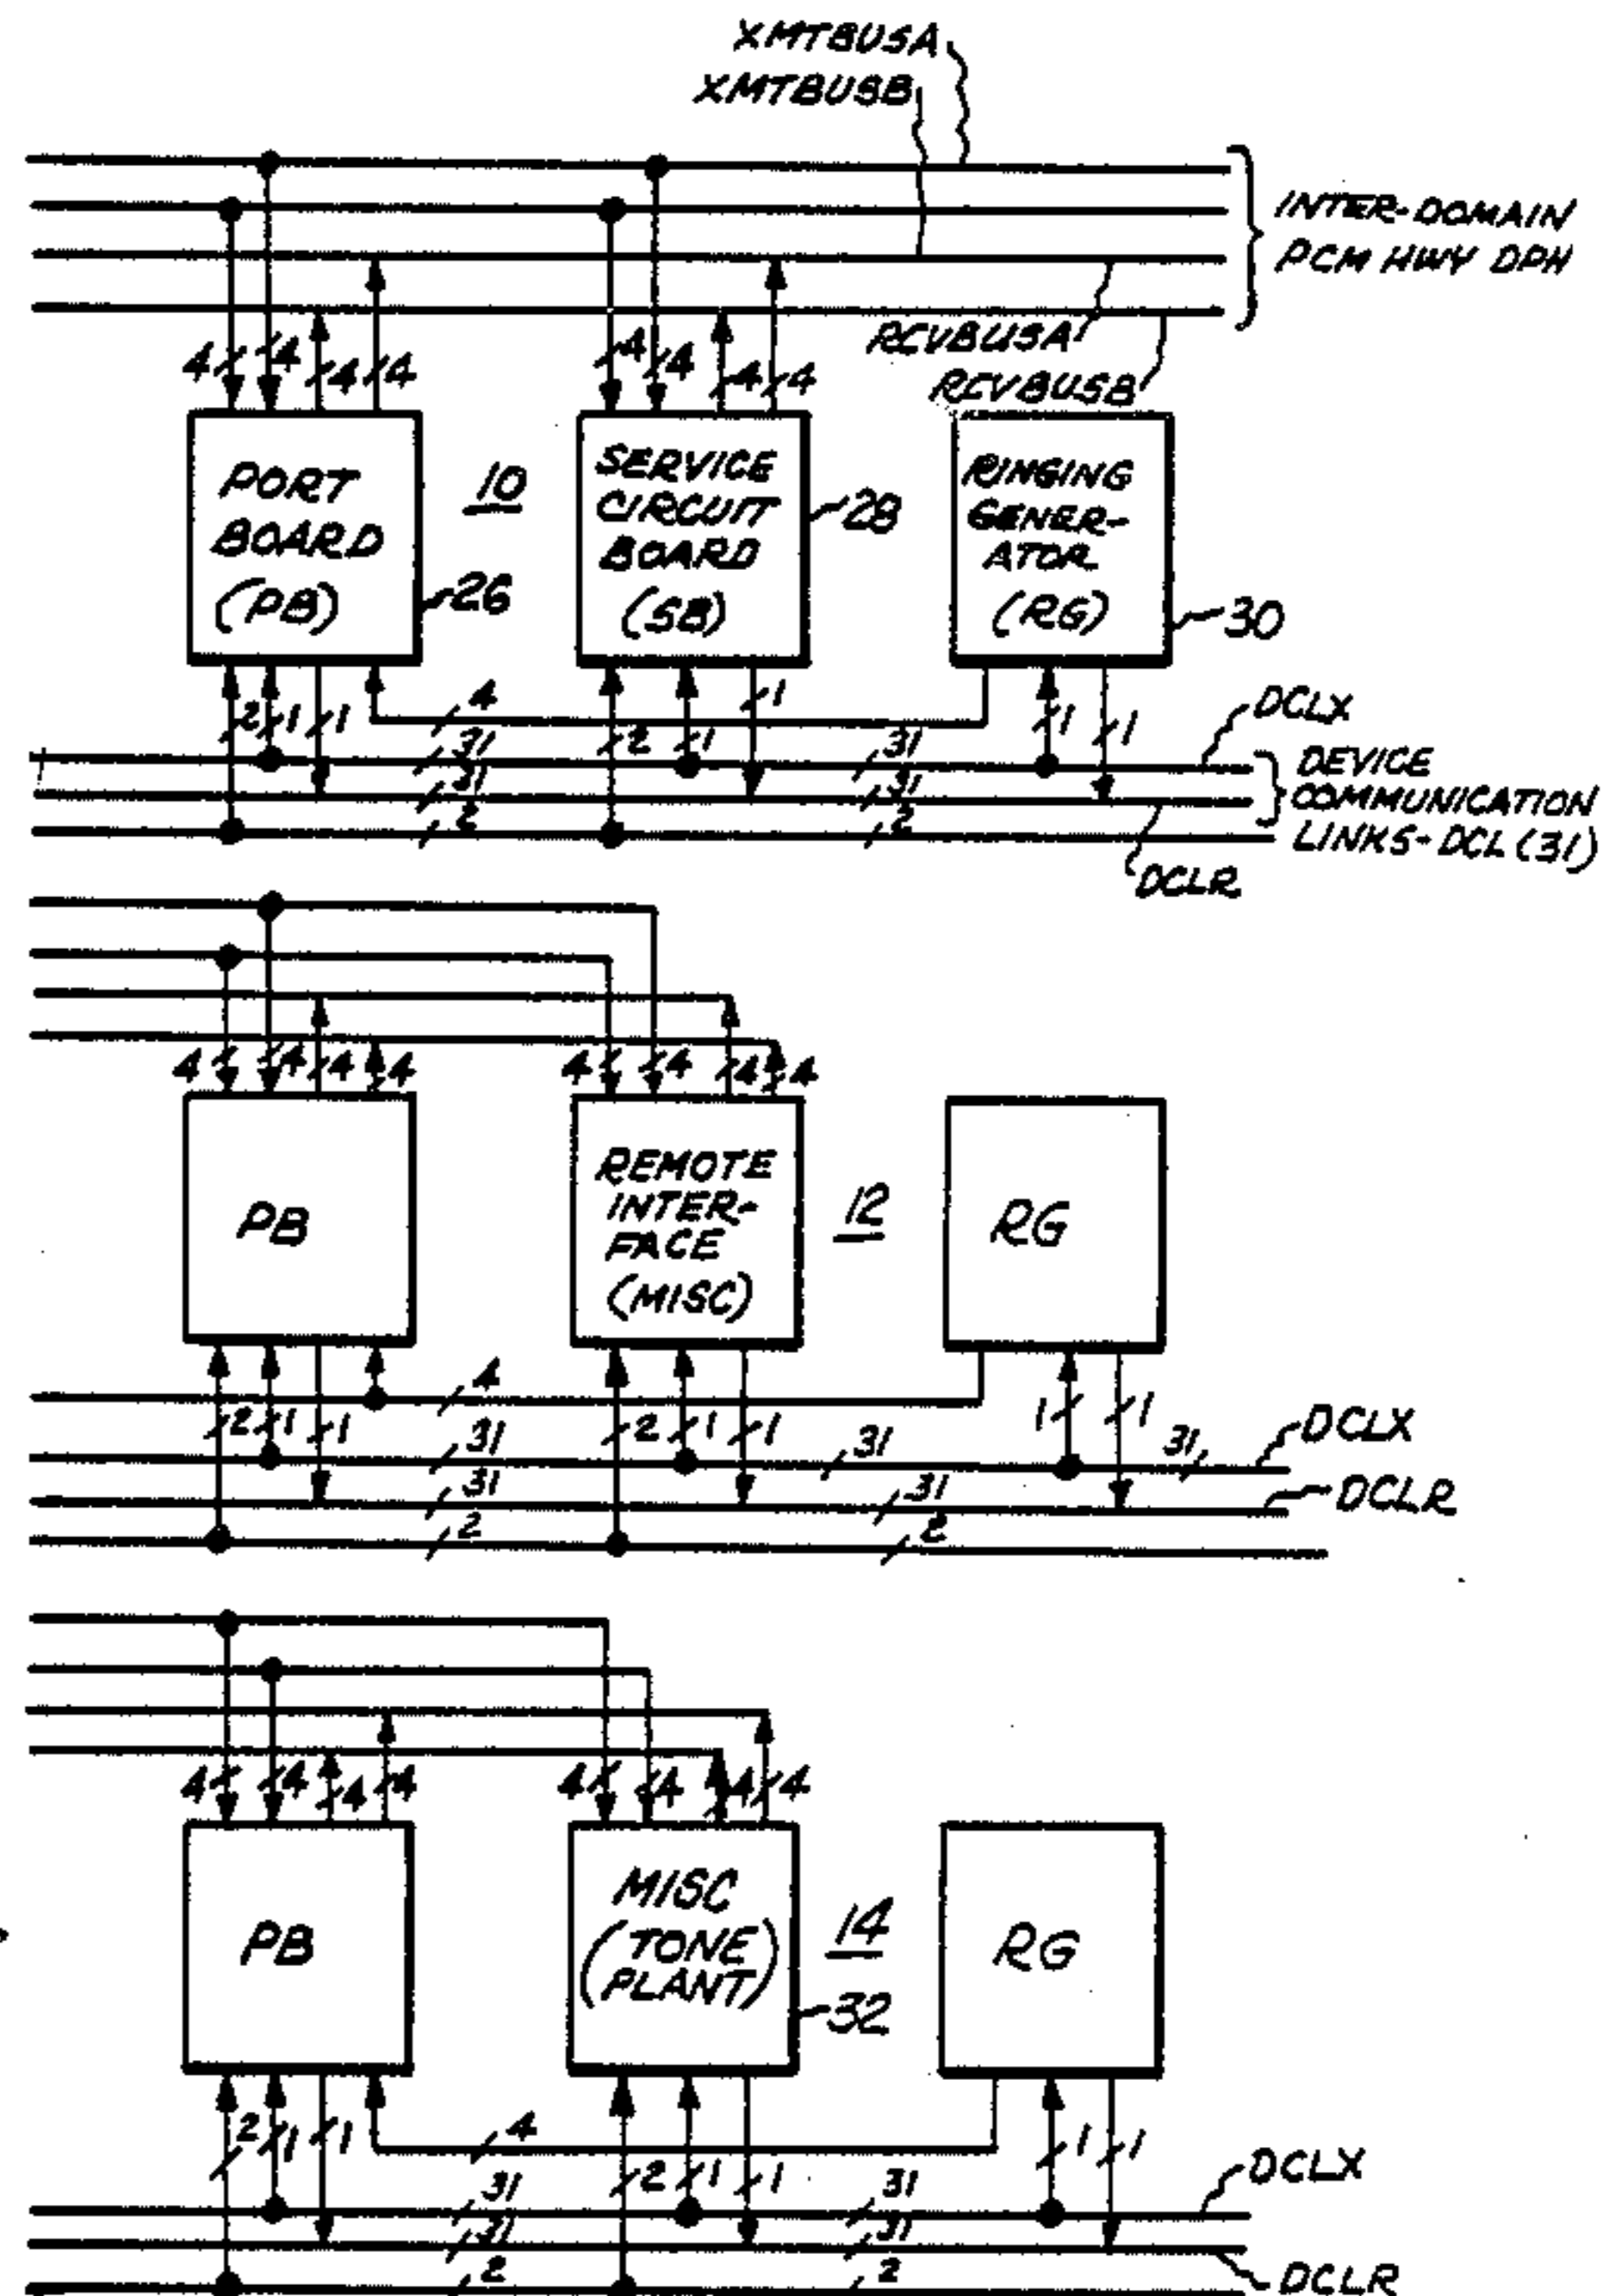 XMTBUSA
XMTBUSB
INTER-DOMAIN
PCM HWY DPH
RCVBUSA
RCVBUSB
4 4 4 4 4 4 4 4
PORT
BOARD
(PB)
10
26
SERVICE
CIRCUIT
BOARD
(SB)
28
RINGING
GENER-
ATOR
(RG)
30
4
2 1 1 2 1 1 1 1
DCLX
31 31
31 31
2 2
DEVICE
COMMUNICATION
LINKS-DCL (31)
DCLR
4 4 4 4 4 4 4 4
PB
REMOTE
INTER-
FACE
(MISC)
12
RG
4
2 1 1 2 1 1 1 1
31 31 31
DCLX
31 31
DCLR
2 2
4 4 4 4 4 4 4 4
PB
MISC
(TONE
PLANT)
14
32
RG
4
2 1 1 2 1 1 1 1
31 31
DCLX
31 31
2 2
DCLR